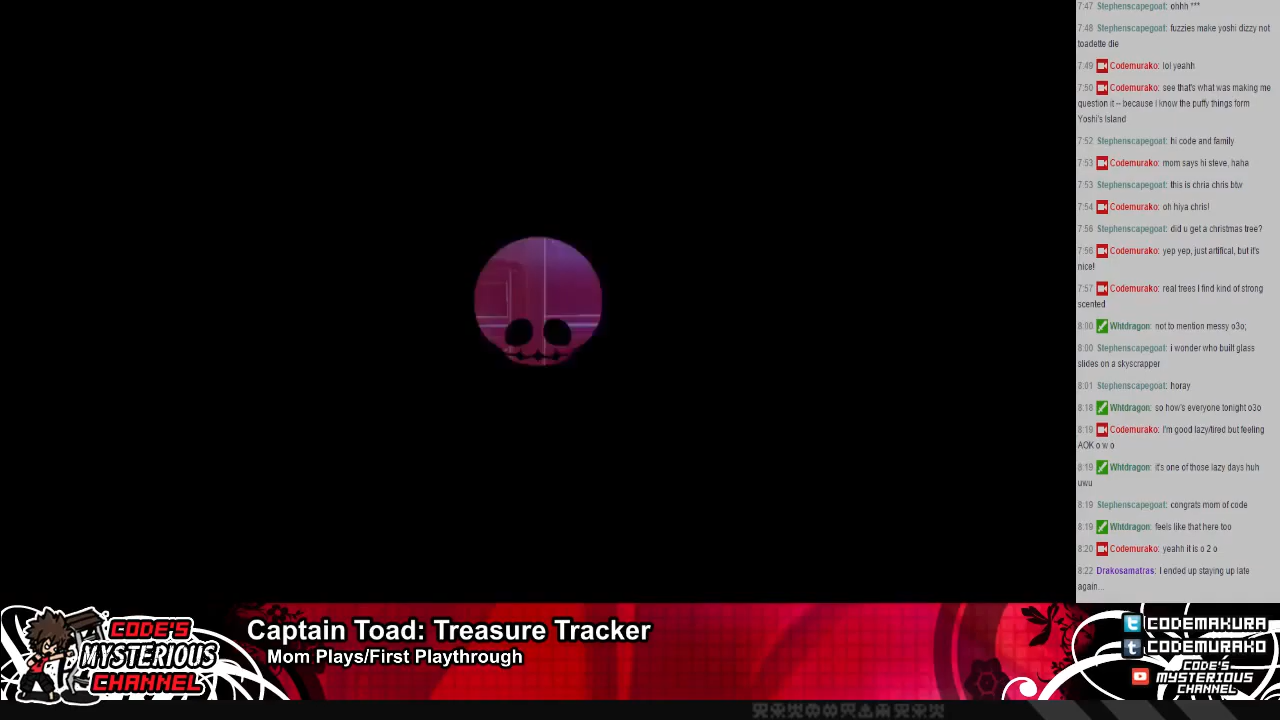 7:47 Stephenscapegoat: ohhh ***
7:48 Stephenscapegoat: fuzzies make yoshi dizzy not
toadette die
7:49 Codemurako: lol yeahh
7:50 Codemurako: see that's what was making me
question it -- because i know the puffy things form
Yoshi's Island
7:52 Stephenscapegoat: hi code and family
7:53 Codemurako: mom says hi steve, haha
7:53 Stephenscapegoat: this is chria chris btw
7:54 Codemurako: oh hiya chris!
7:56 Stephenscapegoat: did u get a christmas tree?
7:56 Codemurako: yep yep, just artifical, but it's
nice!
7:57 Codemurako: real trees I find kind of strong
scented
8:00 Whtdragon: not to mention messy o3o;
8:00 Stephenscapegoat: i wonder who built glass
slides on a skyscrapper
8:01 Stephenscapegoat: horay
8:18 Whtdragon: so how's everyone tonight o3o
8:19 Codemurako: I'm good lazy/tired but feeling
AOK o w o
8:19 Whtdragon: it's one of those lazy days huh
uwu
8:19 Stephenscapegoat: congrats mom of code
8:19 Whtdragon: feels like that here too
8:20 Codemurako: yeahh it is o 2 o
8:22 Drakosamatras: I ended up staying up late
again...
CODE'S
MYSTERIOUS
CHANNEL
Captain Toad: Treasure Tracker
Mom Plays/First Playthrough
CODEMAKURA
CODEMURAKO
CODE'S
MYSTERIOUS
CHANNEL